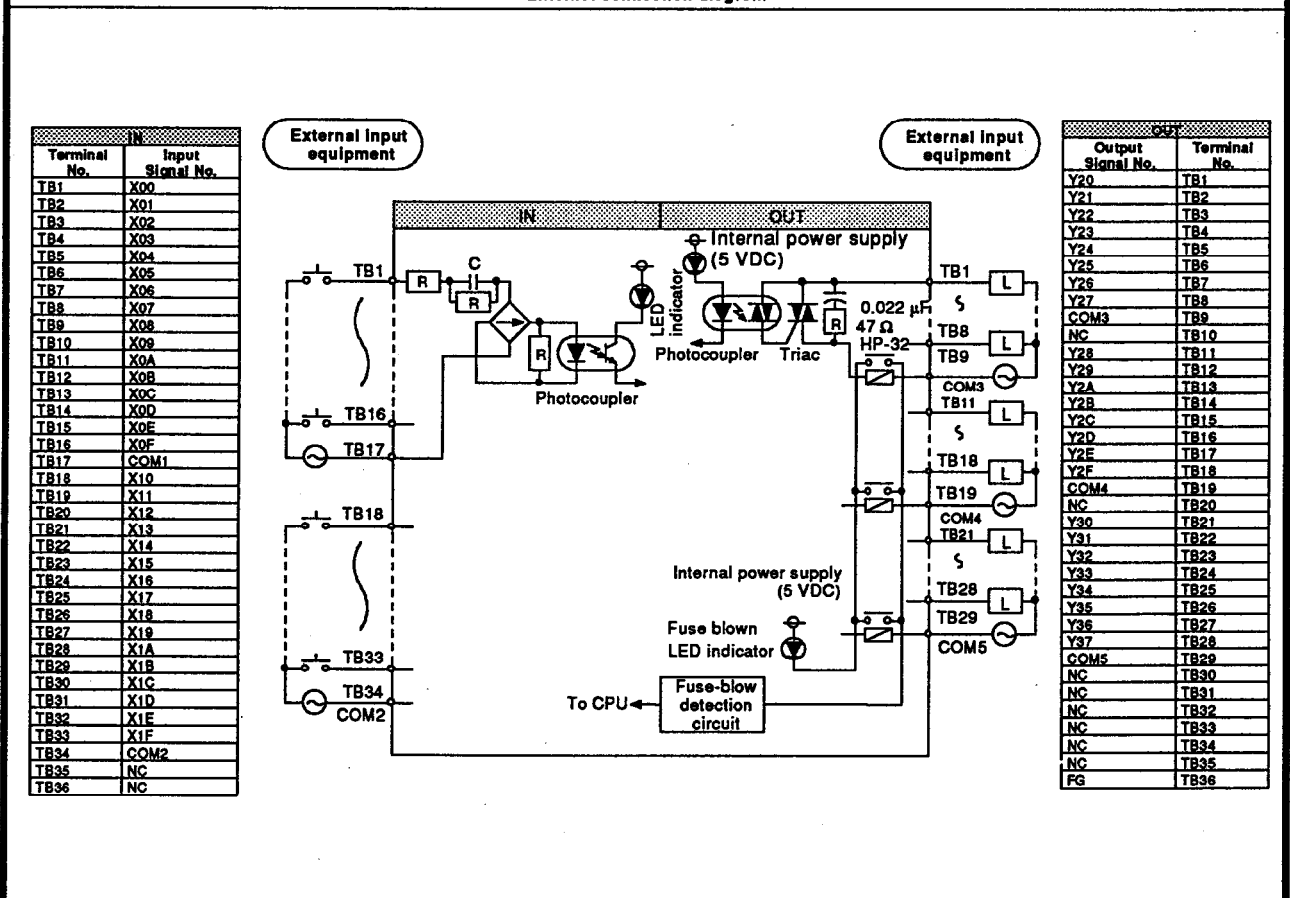 IN
Terminal No. Input Signal No.
TB1 X00
TB2 X01
TB3 X02
TB4 X03
TB5 X04
TB6 X05
TB7 X06
TB8 X07
TB9 X08
TB10 X09
TB11 X0A
TB12 X0B
TB13 X0C
TB14 X0D
TB15 X0E
TB16 X0F
TB17 COM1
TB18 X10
TB19 X11
TB20 X12
TB21 X13
TB22 X14
TB23 X15
TB24 X16
TB25 X17
TB26 X18
TB27 X19
TB28 X1A
TB29 X1B
TB30 X1C
TB31 X1D
TB32 X1E
TB33 X1F
TB34 COM2
TB35 NC
TB36 NC
External input
equipment
IN
OUT
TB1
R
C
R
R
LED
indicator
Photocoupler
TB16
TB17
TB18
TB33
TB34
COM2
Internal power supply
(5 VDC)
Photocoupler
Triac
R
0.022 µF
47 Ω
HP-32
Internal power supply
(5 VDC)
Fuse blown
LED indicator
To CPU
Fuse-blow
detection
circuit
External input
equipment
TB1
L
TB8
L
TB9
COM3
TB11
L
TB18
L
TB19
COM4
TB21
L
TB28
L
TB29
COM5
OUT
Output Signal No. Terminal No.
Y20 TB1
Y21 TB2
Y22 TB3
Y23 TB4
Y24 TB5
Y25 TB6
Y26 TB7
Y27 TB8
COM3 TB9
NC TB10
Y28 TB11
Y29 TB12
Y2A TB13
Y2B TB14
Y2C TB15
Y2D TB16
Y2E TB17
Y2F TB18
COM4 TB19
NC TB20
Y30 TB21
Y31 TB22
Y32 TB23
Y33 TB24
Y34 TB25
Y35 TB26
Y36 TB27
Y37 TB28
COM5 TB29
NC TB30
NC TB31
NC TB32
NC TB33
NC TB34
NC TB35
FG TB36